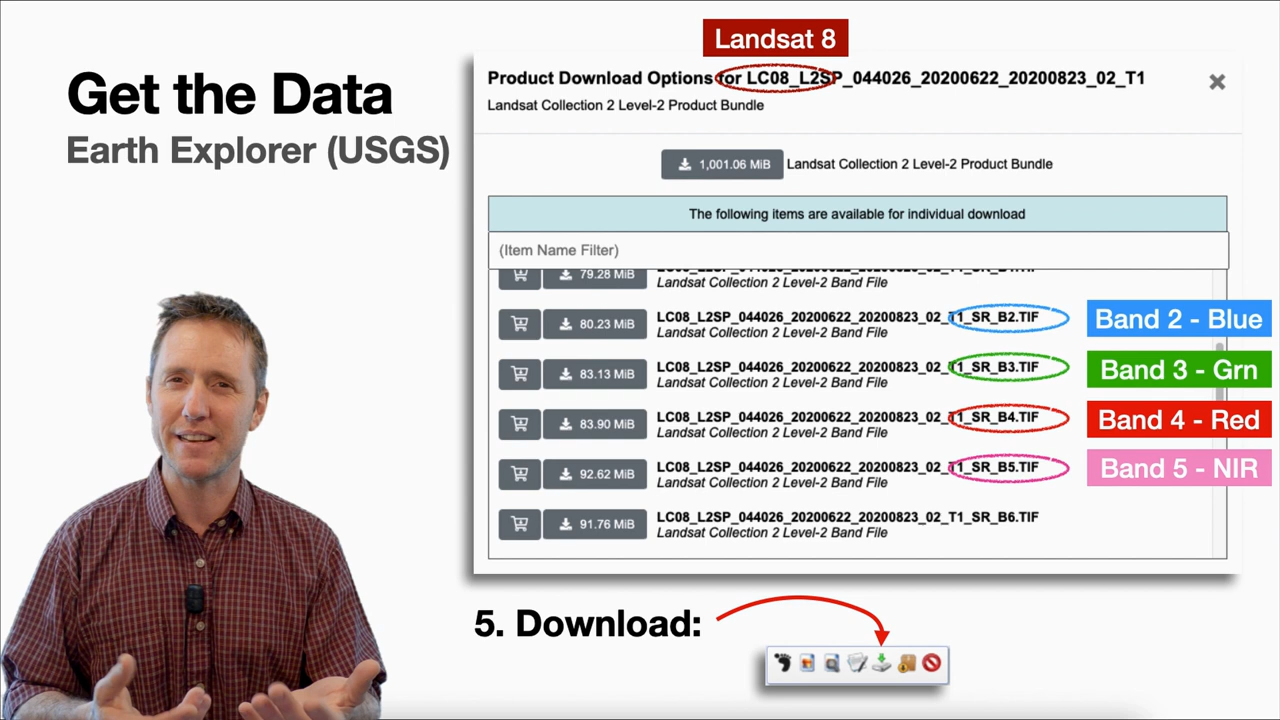 Landsat 8
Get the Data
Earth Explorer (USGS)
Product Download Options for LC08_L2SP_044026_20200622_20200823_02_T1
Landsat Collection 2 Level-2 Product Bundle
1,001.06 MiB Landsat Collection 2 Level-2 Product Bundle
The following items are available for individual download
(Item Name Filter)
79.28 MiB
Landsat Collection 2 Level-2 Band File
LC08_L2SP_044026_20200622_20200823_02_T1_SR_B2.TIF
80.23 MiB
Landsat Collection 2 Level-2 Band File
Band 2 - Blue
LC08_L2SP_044026_20200622_20200823_02_T1_SR_B3.TIF
83.13 MiB
Landsat Collection 2 Level-2 Band File
Band 3 - Grn
LC08_L2SP_044026_20200622_20200823_02_T1_SR_B4.TIF
83.90 MiB
Landsat Collection 2 Level-2 Band File
Band 4 - Red
LC08_L2SP_044026_20200622_20200823_02_T1_SR_B5.TIF
92.62 MiB
Landsat Collection 2 Level-2 Band File
Band 5 - NIR
LC08_L2SP_044026_20200622_20200823_02_T1_SR_B6.TIF
91.76 MiB
Landsat Collection 2 Level-2 Band File
5. Download: